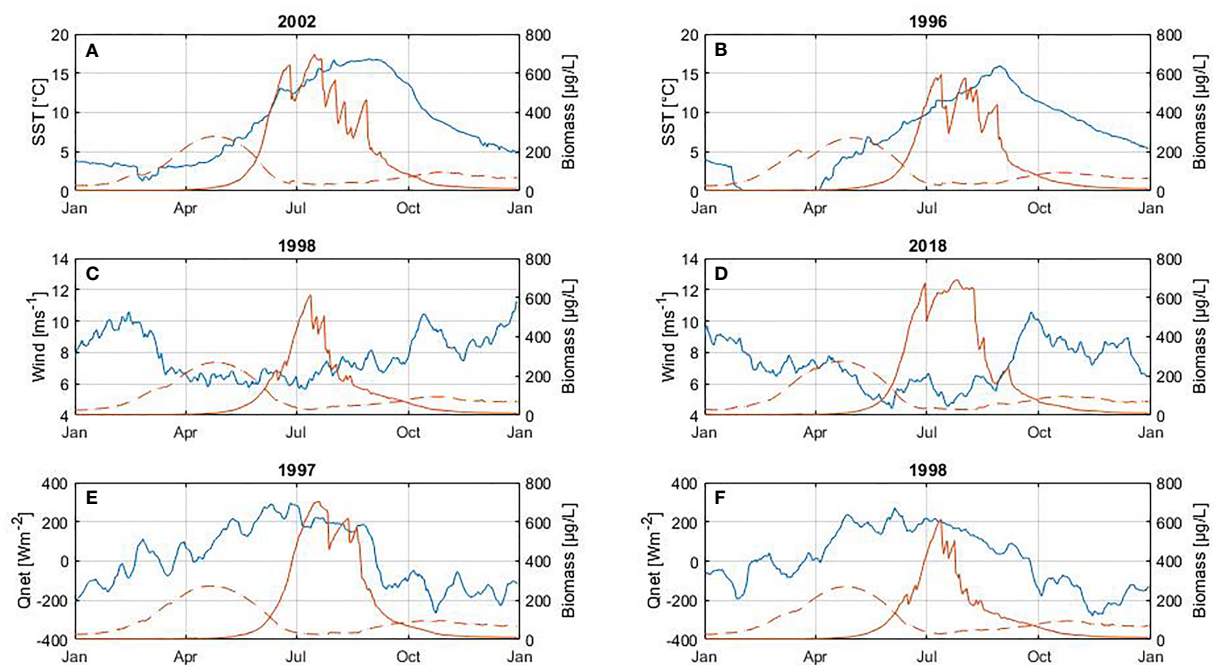 2002
A
20
15
10
5
0
SST [°C]
800
600
400
200
0
Biomass [µg/L]
Jan Apr Jul Oct Jan
1996
B
20
15
10
5
0
SST [°C]
800
600
400
200
0
Biomass [µg/L]
Jan Apr Jul Oct Jan
1998
C
14
12
10
8
6
4
Wind [ms⁻¹]
800
600
400
200
0
Biomass [µg/L]
Jan Apr Jul Oct Jan
2018
D
14
12
10
8
6
4
Wind [ms⁻¹]
800
600
400
200
0
Biomass [µg/L]
Jan Apr Jul Oct Jan
1997
E
400
200
0
-200
-400
Qnet [Wm⁻²]
800
600
400
200
0
Biomass [µg/L]
Jan Apr Jul Oct Jan
1998
F
400
200
0
-200
-400
Qnet [Wm⁻²]
800
600
400
200
0
Biomass [µg/L]
Jan Apr Jul Oct Jan